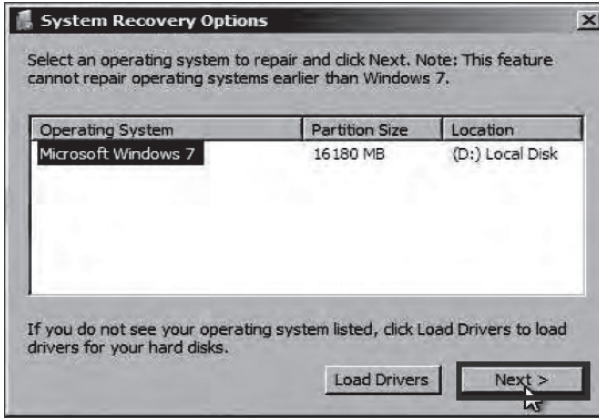 System Recovery Options
Select an operating system to repair and click Next. Note: This feature
cannot repair operating systems earlier than Windows 7.
Operating System Partition Size Location
Microsoft Windows 7 16180 MB (D:) Local Disk
If you do not see your operating system listed, click Load Drivers to load
drivers for your hard disks.
Load Drivers Next >